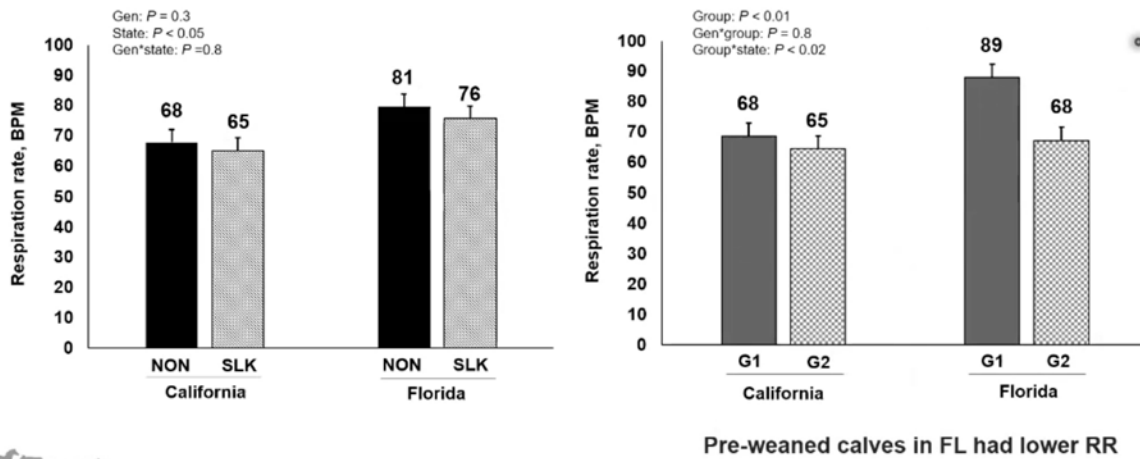 Gen: P = 0.3
State: P < 0.05
Gen*state: P =0.8
Respiration rate, BPM
100
90
80
70
60
50
40
30
20
10
0
68
65
81
76
NON SLK NON SLK
California Florida
Group: P < 0.01
Gen*group: P = 0.8
Group*state: P < 0.02
Respiration rate, BPM
100
90
80
70
60
50
40
30
20
10
0
68
65
89
68
G1 G2 G1 G2
California Florida
Pre-weaned calves in FL had lower RR